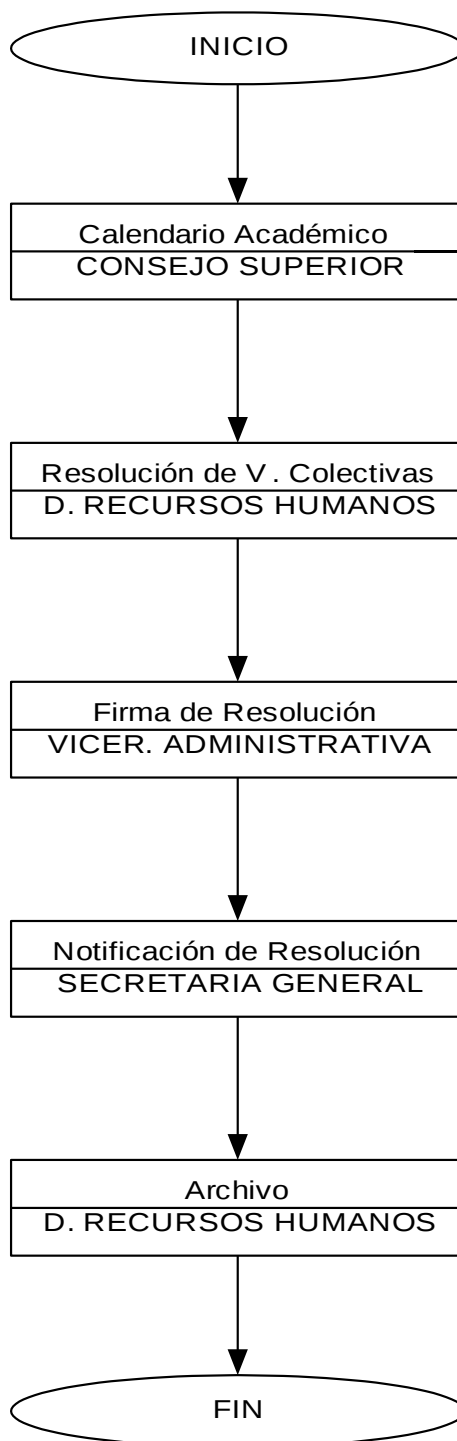 INICIO
Calendario Académico
CONSEJO SUPERIOR
Resolución de V . Colectivas
D. RECURSOS HUMANOS
Firma de Resolución
VICER. ADMINISTRATIVA
Notificación de Resolución
SECRETARIA GENERAL
Archivo
D. RECURSOS HUMANOS
FIN